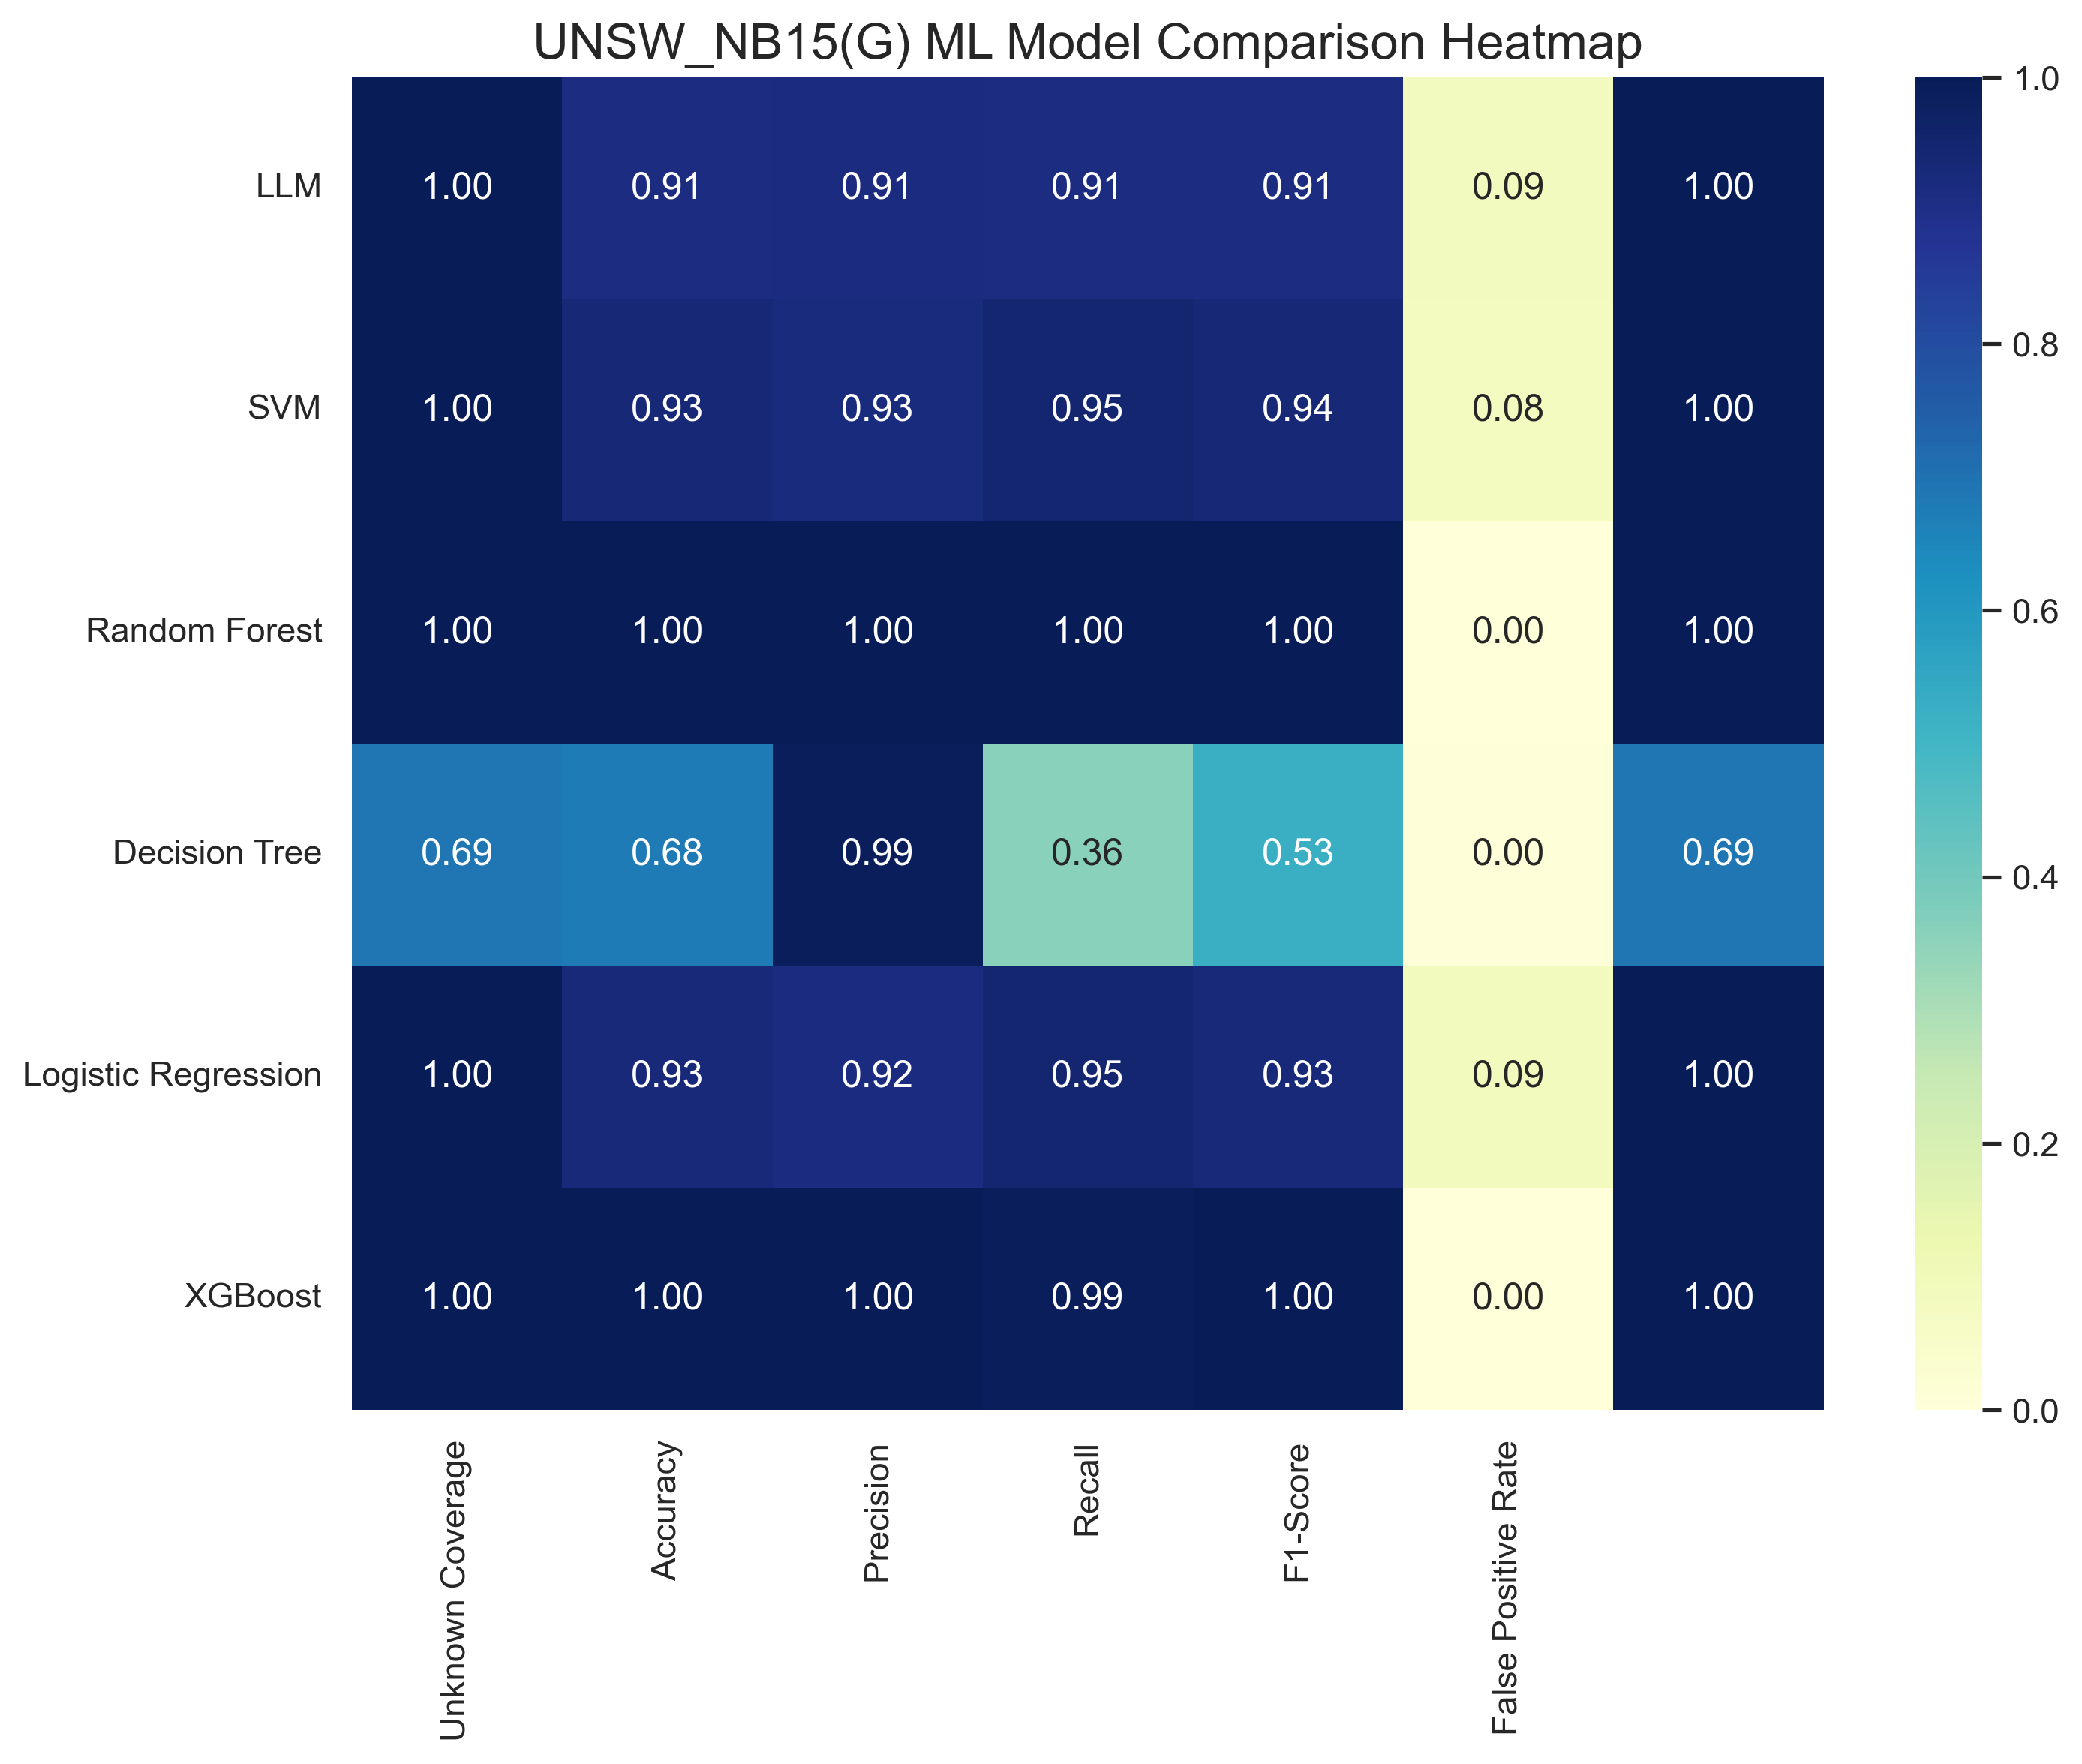 UNSW_NB15(G) ML Model Comparison Heatmap
LLM 1.00 0.91 0.91 0.91 0.91 0.09 1.00
SVM 1.00 0.93 0.93 0.95 0.94 0.08 1.00
Random Forest 1.00 1.00 1.00 1.00 1.00 0.00 1.00
Decision Tree 0.69 0.68 0.99 0.36 0.53 0.00 0.69
Logistic Regression 1.00 0.93 0.92 0.95 0.93 0.09 1.00
XGBoost 1.00 1.00 1.00 0.99 1.00 0.00 1.00
Unknown Coverage
Accuracy
Precision
Recall
F1-Score
False Positive Rate
1.0
0.8
0.6
0.4
0.2
0.0